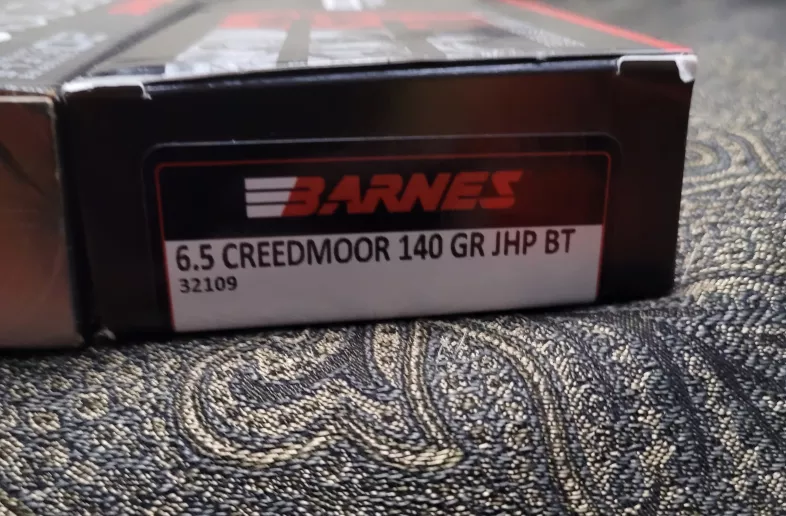 BARNES
6.5 CREEDMOOR 140 GR JHP BT
32109